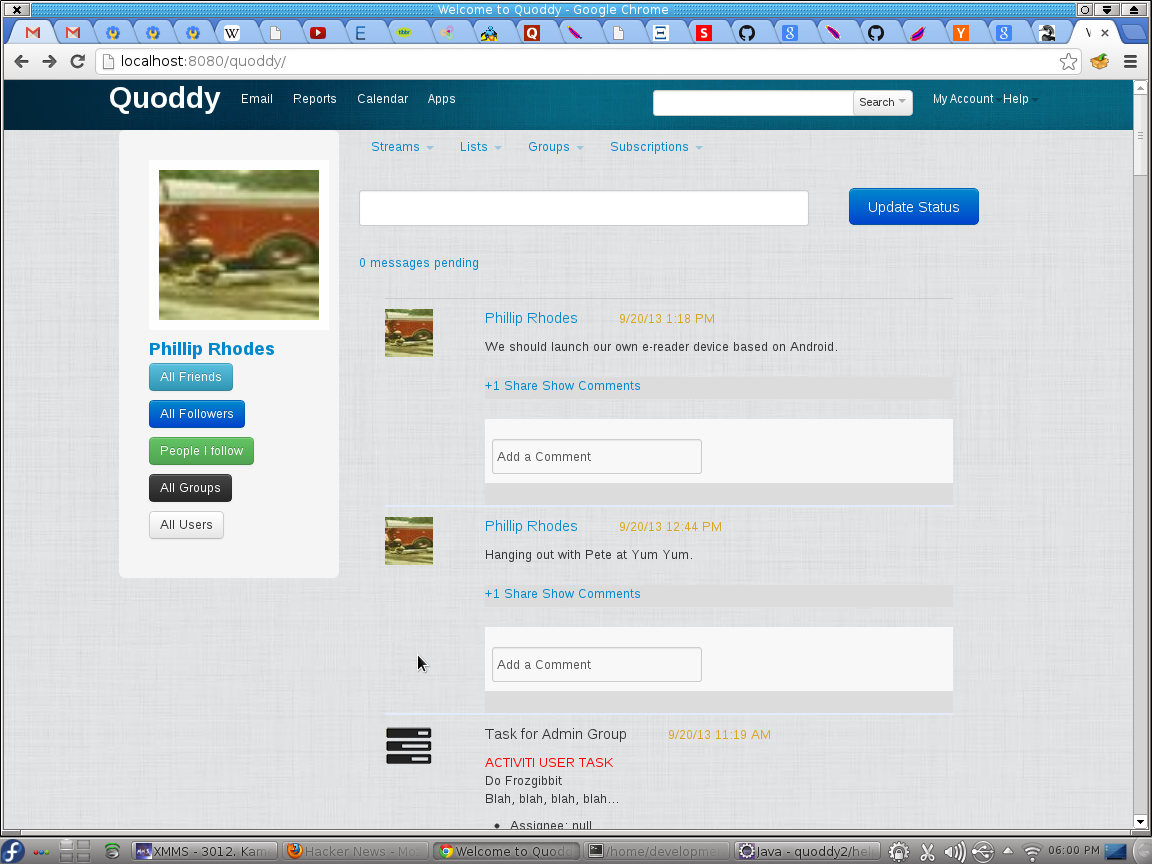 Welcome to Quoddy - Google Chrome
localhost:8080/quoddy/
Quoddy Email Reports Calendar Apps Search My Account Help
Streams Lists Groups Subscriptions
Update Status
0 messages pending
Phillip Rhodes
All Friends
All Followers
People I follow
All Groups
All Users
Phillip Rhodes 9/20/13 1:18 PM
We should launch our own e-reader device based on Android.
+1 Share Show Comments
Add a Comment
Phillip Rhodes 9/20/13 12:44 PM
Hanging out with Pete at Yum Yum.
+1 Share Show Comments
Add a Comment
Task for Admin Group 9/20/13 11:19 AM
ACTIVITI USER TASK
Do Frozgibbit
Blah, blah, blah, blah...
Assignee: null
XMMS - 3012. Kam Hacker News - Mo Welcome to Quod /home/developm Java - quoddy2/hel 06:00 PM